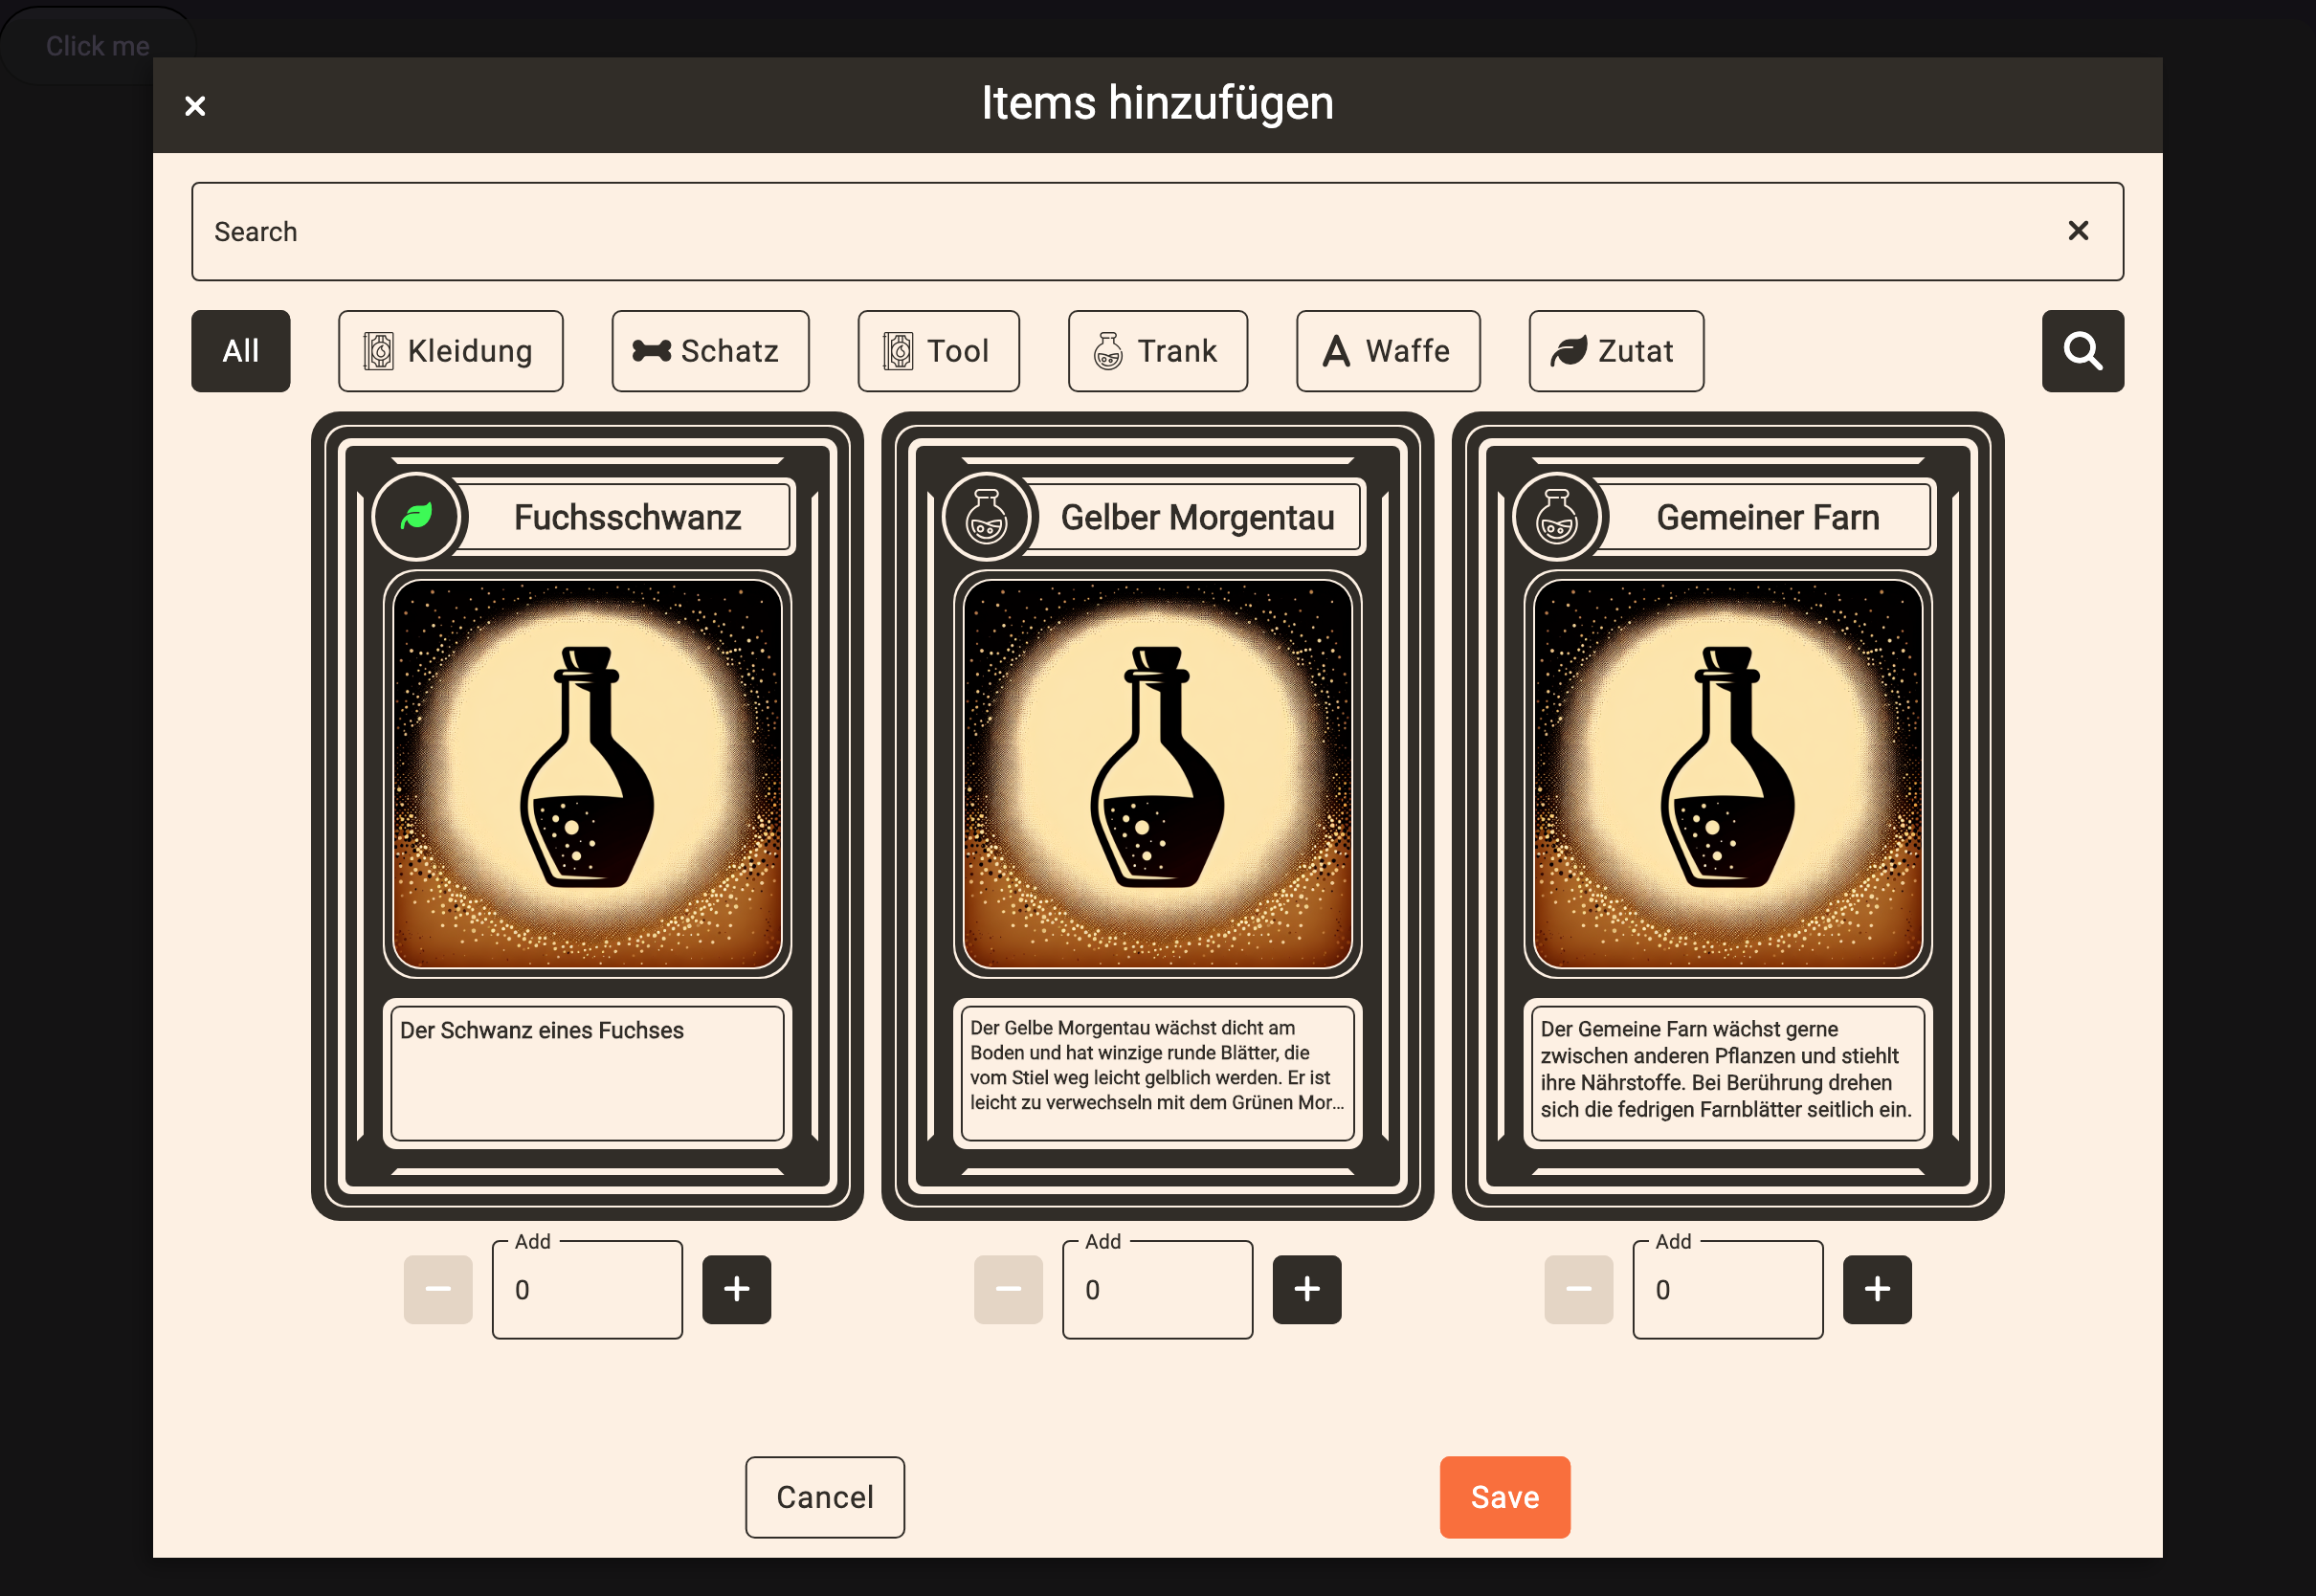 Click me
Items hinzufügen
Search
All
Kleidung
Schatz
Tool
Trank
Waffe
Zutat
Fuchsschwanz
Der Schwanz eines Fuchses
Add
0
Gelber Morgentau
Der Gelbe Morgentau wächst dicht am
Boden und hat winzige runde Blätter, die
vom Stiel weg leicht gelblich werden. Er ist
leicht zu verwechseln mit dem Grünen Mor...
Add
0
Gemeiner Farn
Der Gemeine Farn wächst gerne
zwischen anderen Pflanzen und stiehlt
ihre Nährstoffe. Bei Berührung drehen
sich die fedrigen Farnblätter seitlich ein.
Add
0
Cancel
Save